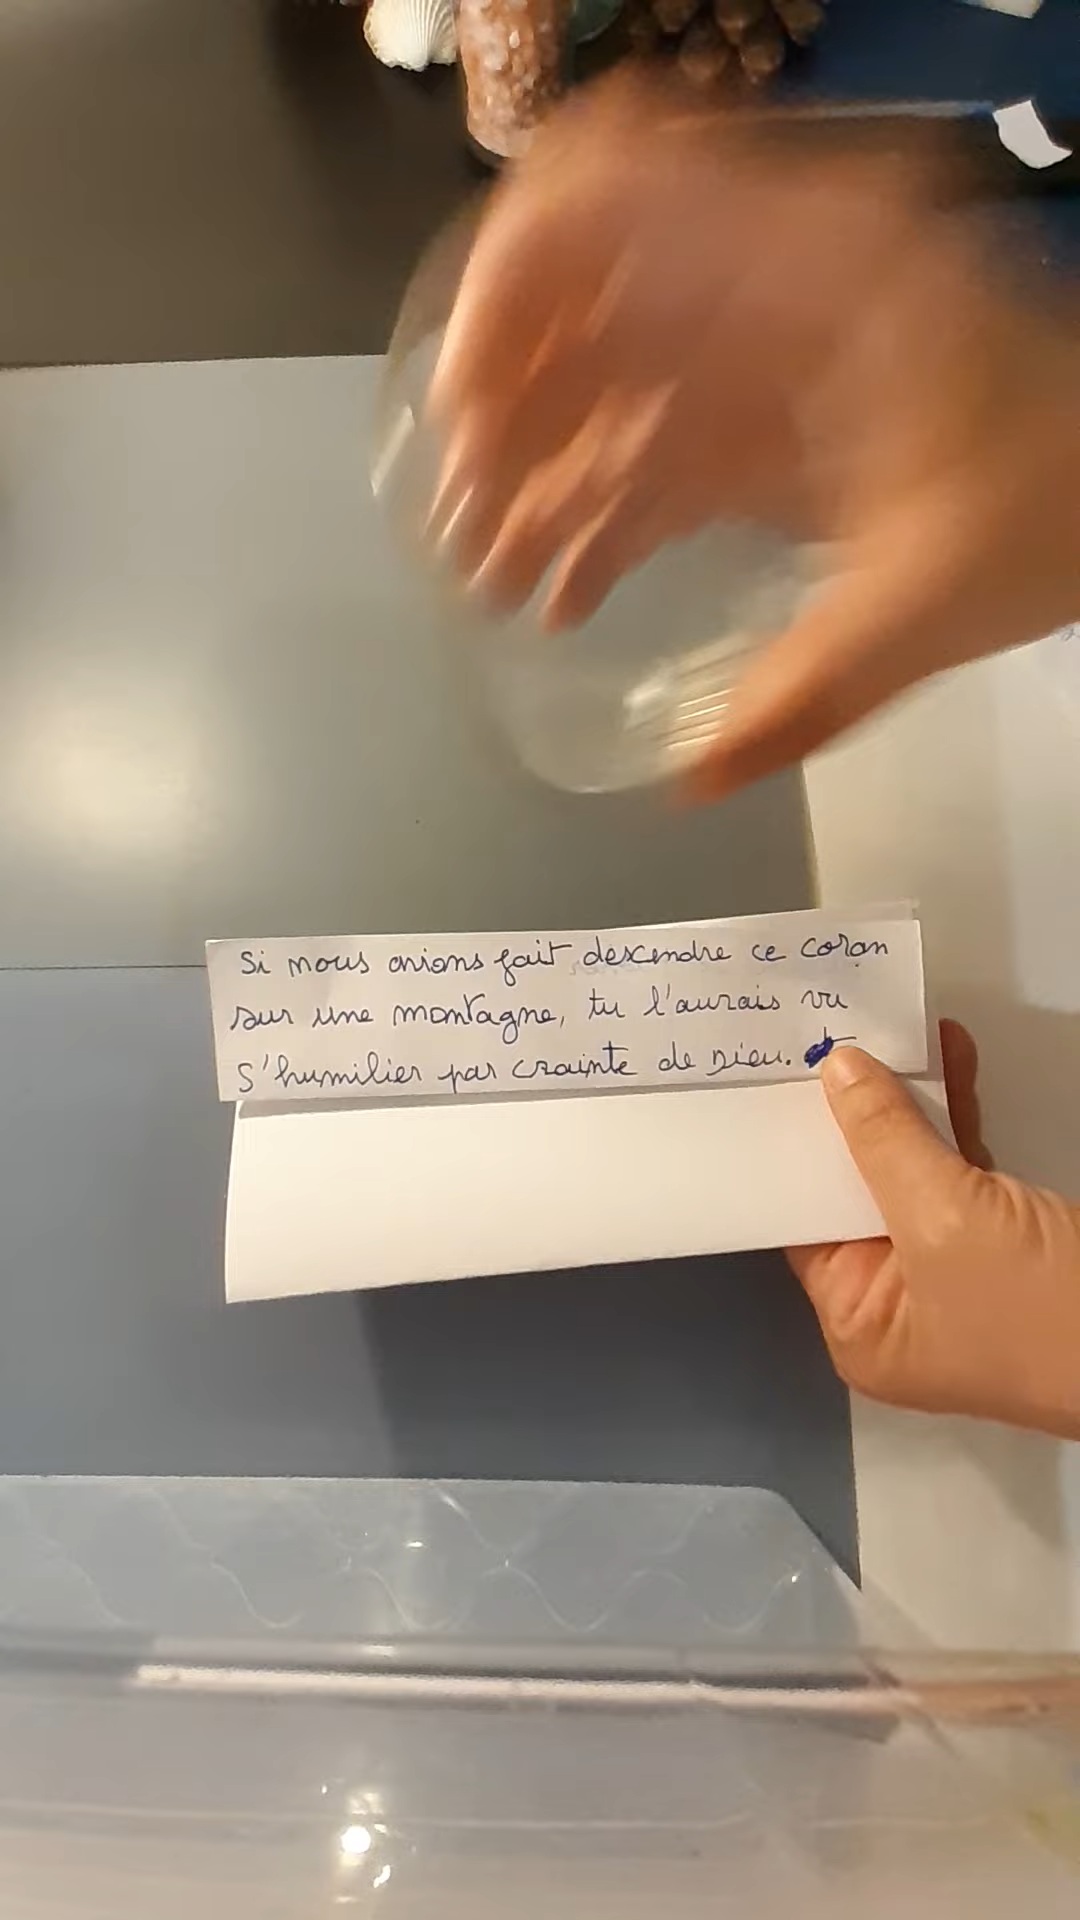 Si nous avions fait descendre ce coran
sur une montagne, tu l'aurais vu
s'humilier par crainte de Dieu.